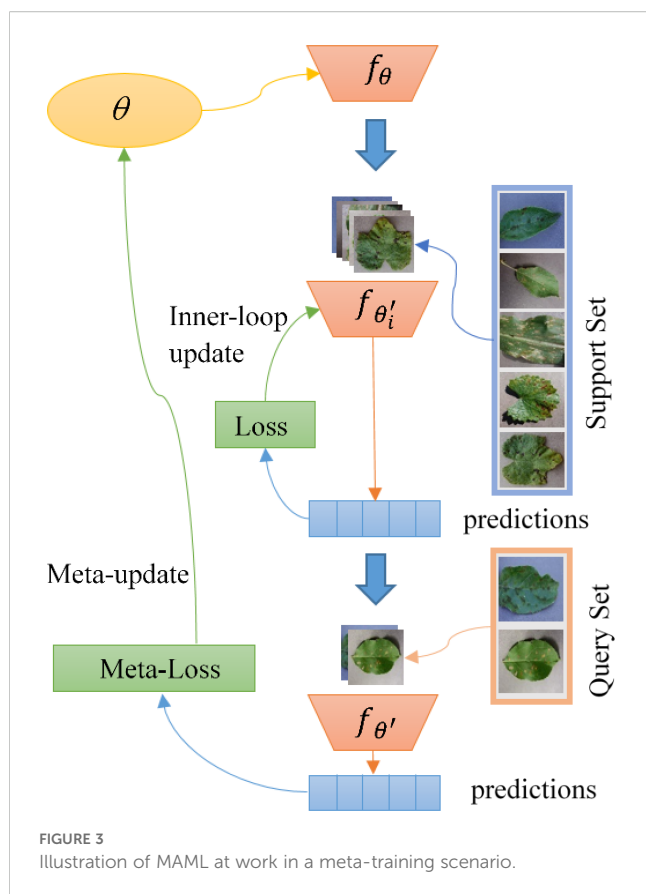 f_θ
θ
f_θ'_i
Inner-loop
update
Support Set
Loss
predictions
Meta-update
Query Set
Meta-Loss
f_θ'
predictions
FIGURE 3
Illustration of MAML at work in a meta-training scenario.